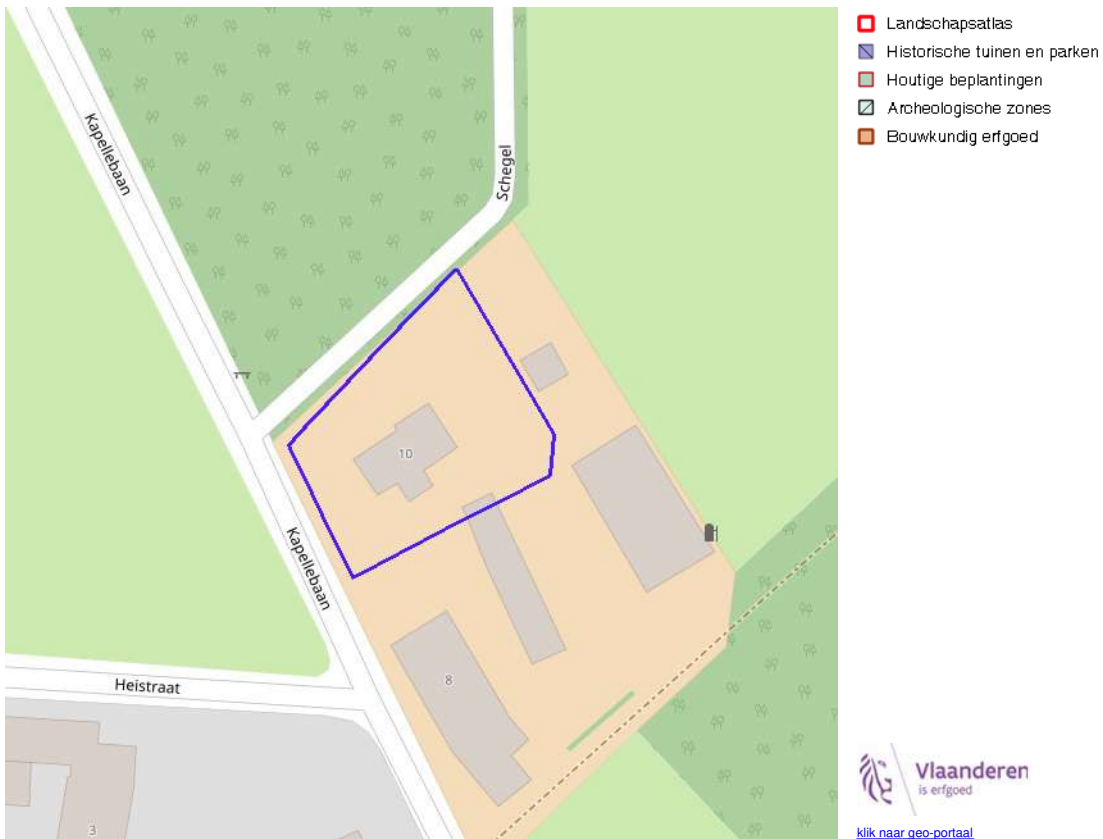 Landschapsatlas
Historische tuinen en parken
Houtige beplantingen
Archeologische zones
Bouwkundig erfgoed
Kapellebaan
Schegel
10
Kapellebaan
Heistraat
8
3
Vlaanderen
is erfgoed
klik naar geo-portaal